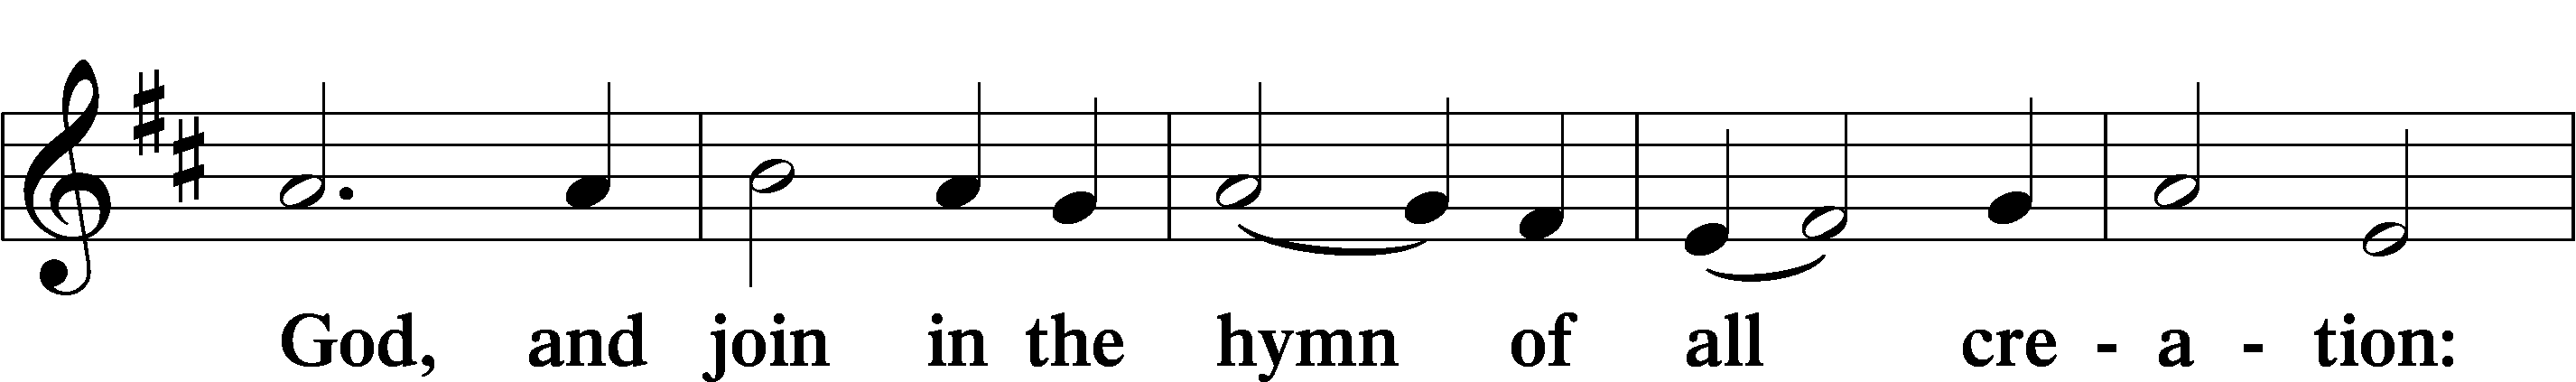 God, and join in the hymn of all cre - a - tion: